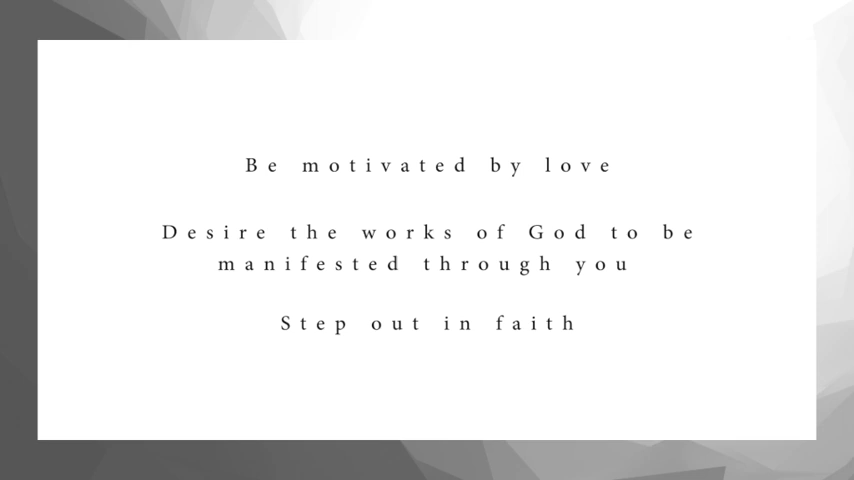 Be motivated by love
Desire the works of God to be
manifested through you
Step out in faith